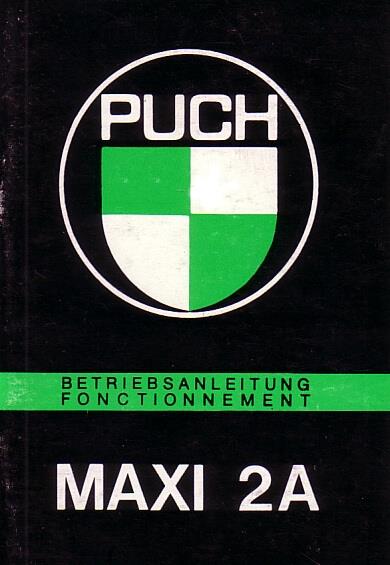 PUCH
BETRIEBSANLEITUNG
FONCTIONNEMENT
MAXI 2A